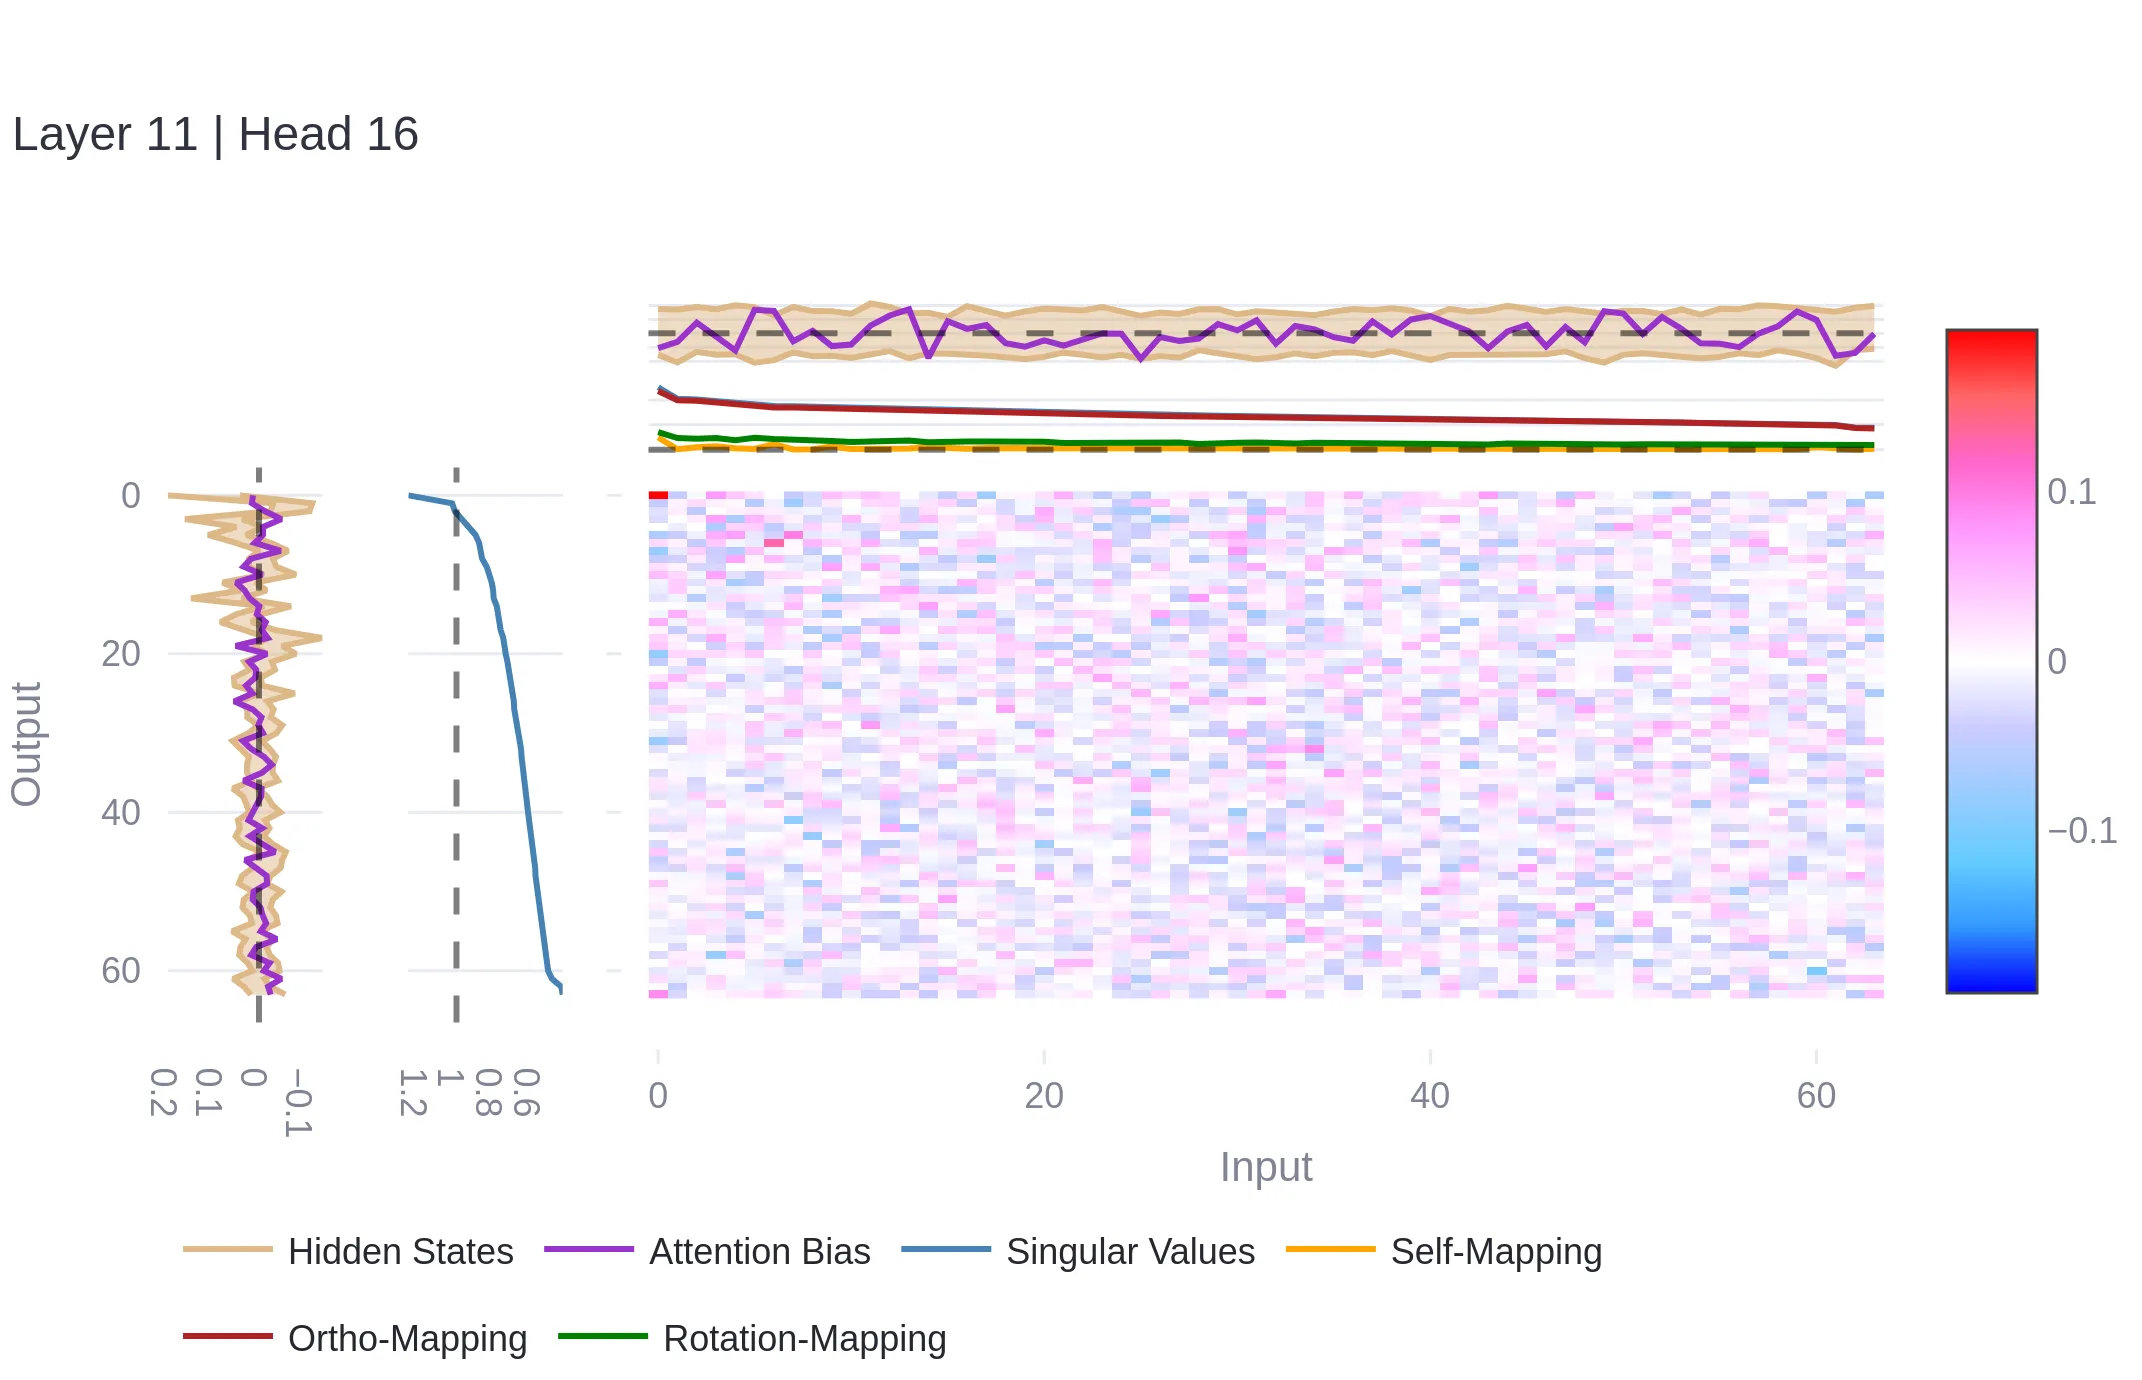 Layer 11 | Head 16
0
20
40
60
Output
0.2
0.1
0
−0.1
1.2
1
0.8
0.6
0
20
40
60
Input
0.1
0
−0.1
Hidden States
Attention Bias
Singular Values
Self-Mapping
Ortho-Mapping
Rotation-Mapping